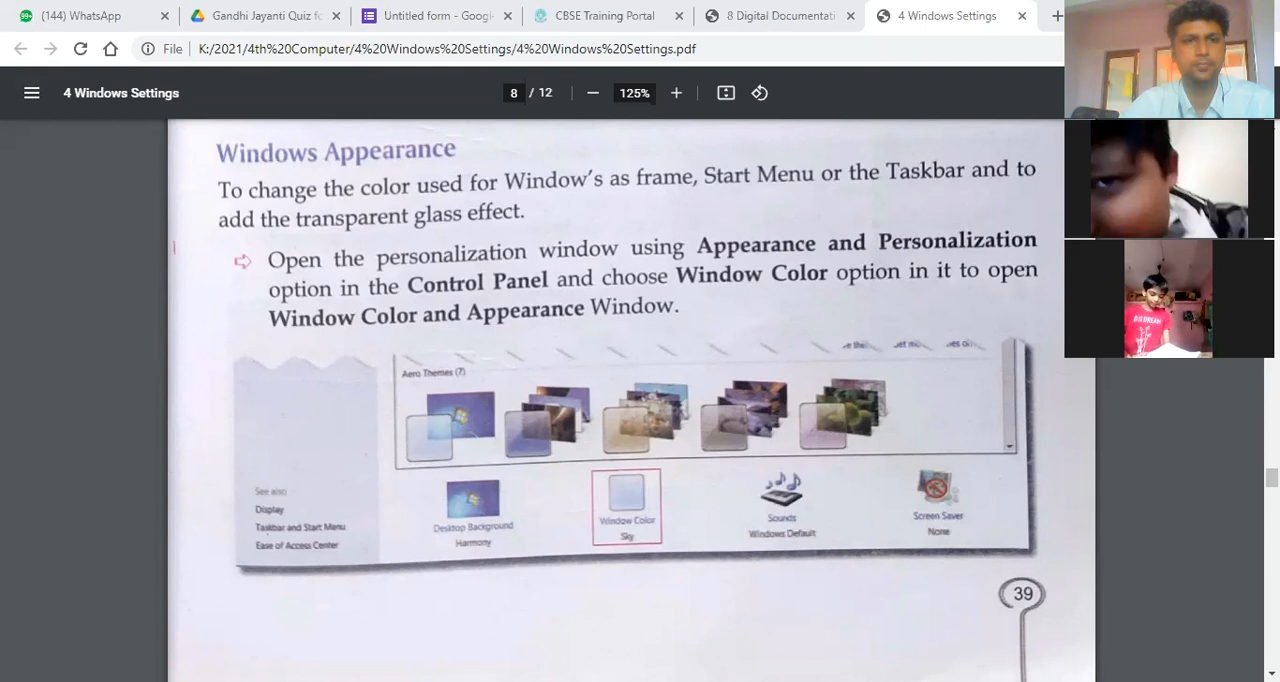 99+ (144) WhatsApp
Gandhi Jayanti Quiz fo
Untitled form - Googl
CBSE Training Portal
8 Digital Documentati
4 Windows Settings
File K:/2021/4th%20Computer/4%20Windows%20Settings/4%20Windows%20Settings.pdf
4 Windows Settings
8 / 12
125%
Windows Appearance
To change the color used for Window's as frame, Start Menu or the Taskbar and to
add the transparent glass effect.
Open the personalization window using Appearance and Personalization
option in the Control Panel and choose Window Color option in it to open
Window Color and Appearance Window.
Aero Themes (7)
See also
Display
Taskbar and Start Menu
Ease of Access Center
Desktop Background
Harmony
Window Color
Sky
Sounds
Windows Default
Screen Saver
None
39